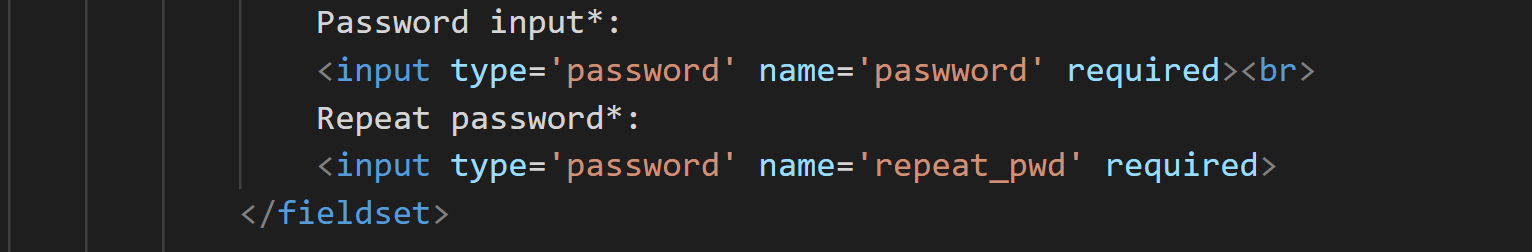 Password input*:
<input type='password' name='paswword' required><br>
Repeat password*:
<input type='password' name='repeat_pwd' required>
</fieldset>